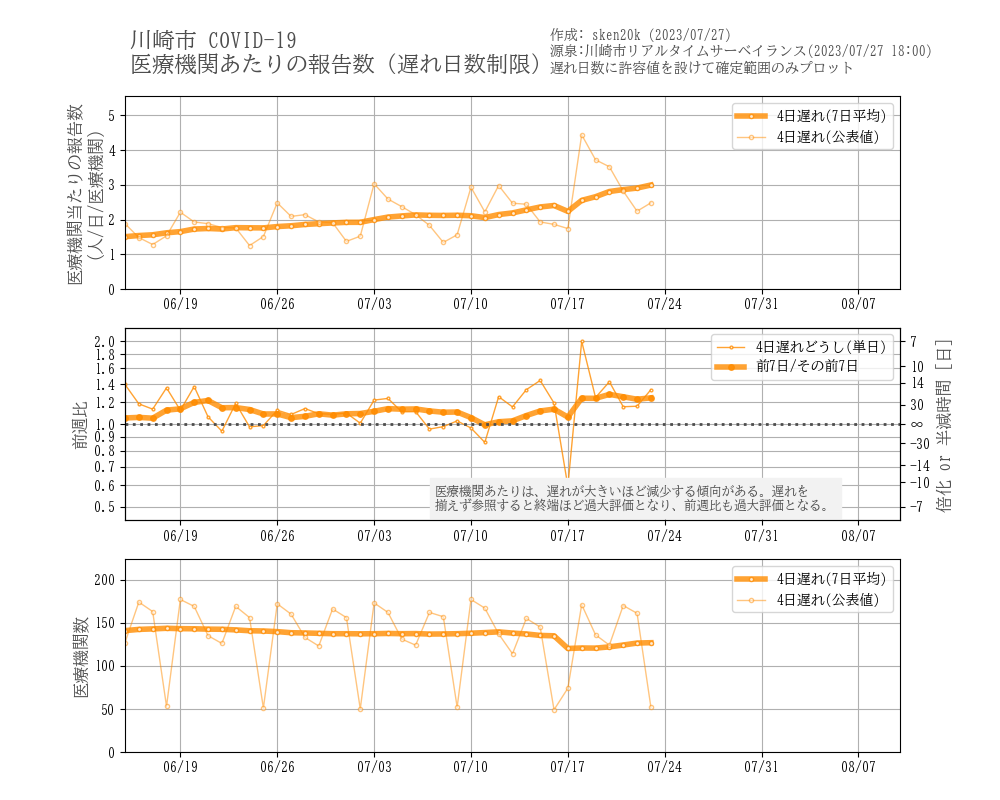 川崎市 COVID-19
医療機関あたりの報告数 (遅れ日数制限)
作成: sken20k (2023/07/27)
源泉:川崎市リアルタイムサーベイランス(2023/07/27 18:00)
遅れ日数に許容値を設けて確定範囲のみプロット
医療機関当たりの報告数
(人/日/医療機関)
5
4
3
2
1
0
4日遅れ(7日平均)
4日遅れ(公表値)
06/19 06/26 07/03 07/10 07/17 07/24 07/31 08/07
前週比
2.0
1.8
1.6
1.4
1.2
1.0
0.9
0.8
0.7
0.6
0.5
4日遅れどうし(単日)
前7日/その前7日
7
10
14
30
∞
-30
-14
-10
-7
倍化 or 半減時間 [日]
医療機関あたりは、遅れが大きいほど減少する傾向がある。遅れを
揃えず参照すると終端ほど過大評価となり、前週比も過大評価となる。
06/19 06/26 07/03 07/10 07/17 07/24 07/31 08/07
医療機関数
200
150
100
50
0
4日遅れ(7日平均)
4日遅れ(公表値)
06/19 06/26 07/03 07/10 07/17 07/24 07/31 08/07